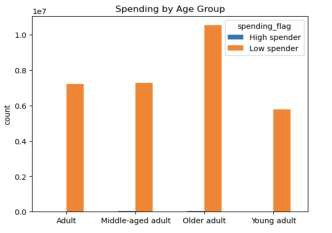 Spending by Age Group
1e7
spending_flag
High spender
Low spender
1.0
0.8
0.6
0.4
0.2
0.0
count
Adult
Middle-aged adult
Older adult
Young adult